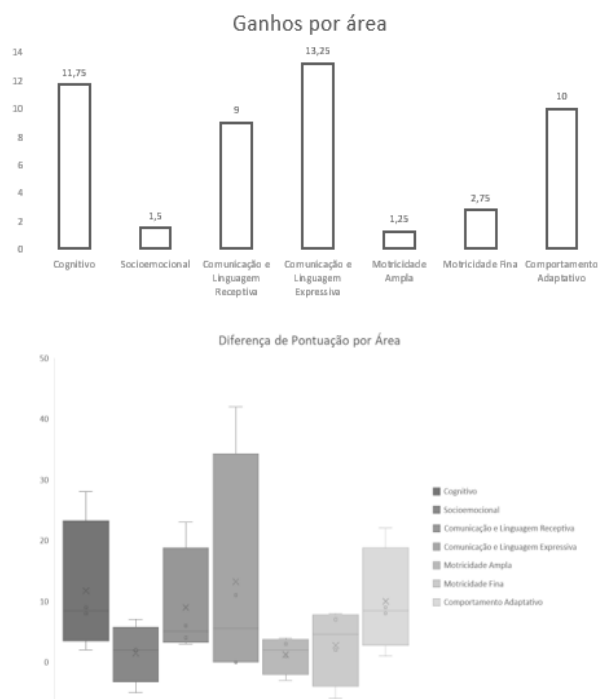 Ganhos por área
14
12
10
8
6
4
2
0
11,75
1,5
9
13,25
1,25
2,75
10
Cognitivo
Socioemocional
Comunicação e
Linguagem
Receptiva
Comunicação e
Linguagem
Expressiva
Motricidade
Ampla
Motricidade Fina
Comportamento
Adaptativo
Diferença de Pontuação por Área
50
40
30
20
10
0
Cognitivo
Socioemocional
Comunicação e Linguagem Receptiva
Comunicação e Linguagem Expressiva
Motricidade Ampla
Motricidade Fina
Comportamento Adaptativo